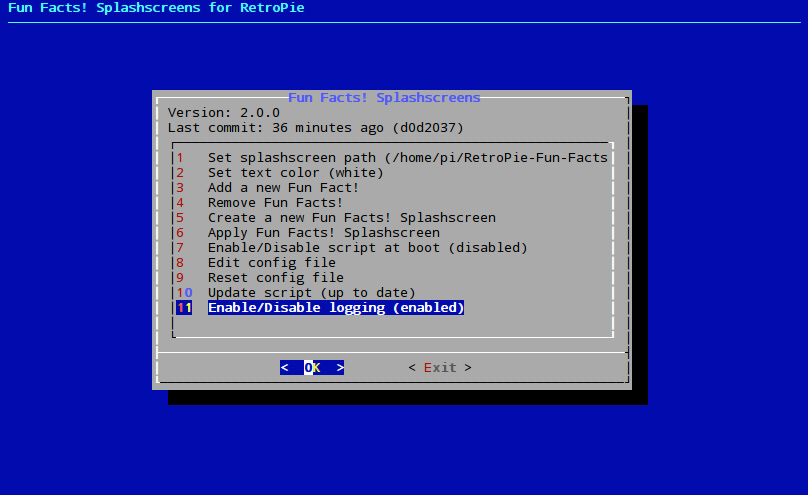 Fun Facts! Splashscreens for RetroPie
Fun Facts! Splashscreens
Version: 2.0.0
Last commit: 36 minutes ago (d0d2037)
1 Set splashscreen path (/home/pi/RetroPie-Fun-Facts
2 Set text color (white)
3 Add a new Fun Fact!
4 Remove Fun Facts!
5 Create a new Fun Facts! Splashscreen
6 Apply Fun Facts! Splashscreen
7 Enable/Disable script at boot (disabled)
8 Edit config file
9 Reset config file
10 Update script (up to date)
11 Enable/Disable logging (enabled)
< OK > < Exit >